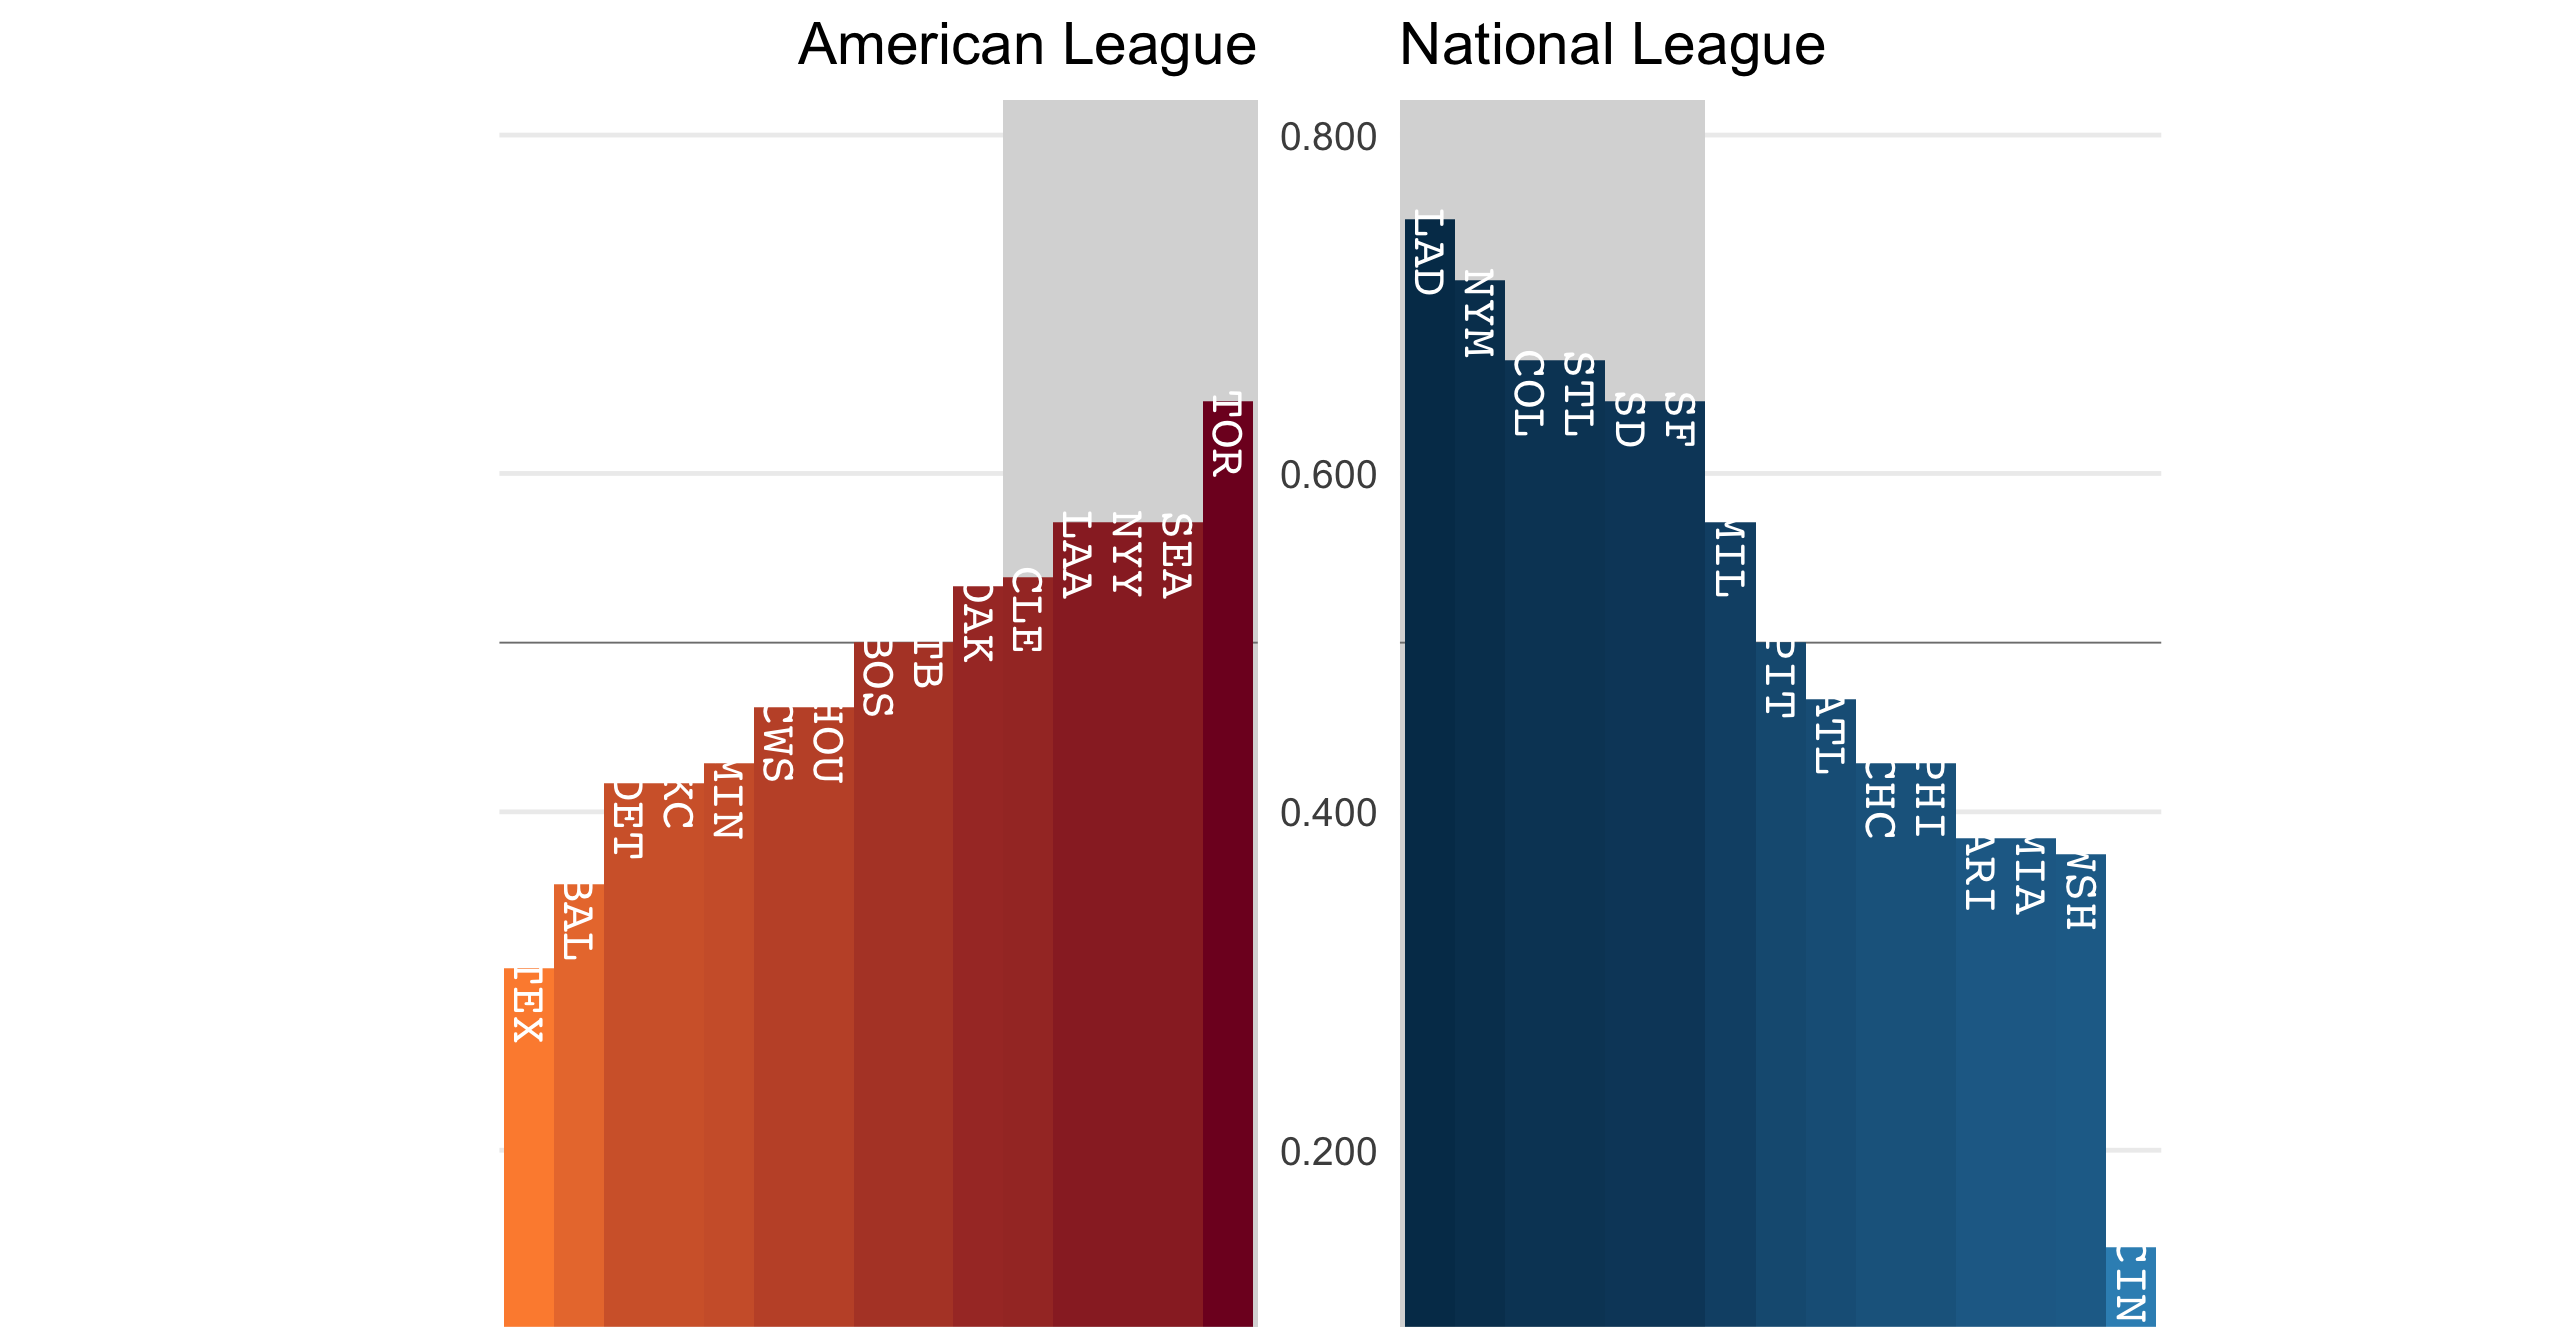 American League
National League
0.800
0.600
0.400
0.200
TEX
BAL
DET
KC
MIN
CWS
HOU
BOS
TB
OAK
CLE
LAA
NYY
SEA
TOR
LAD
NYM
COL
STL
SD
SF
MIL
PIT
ATL
CHC
PHI
ARI
MIA
WSH
CIN